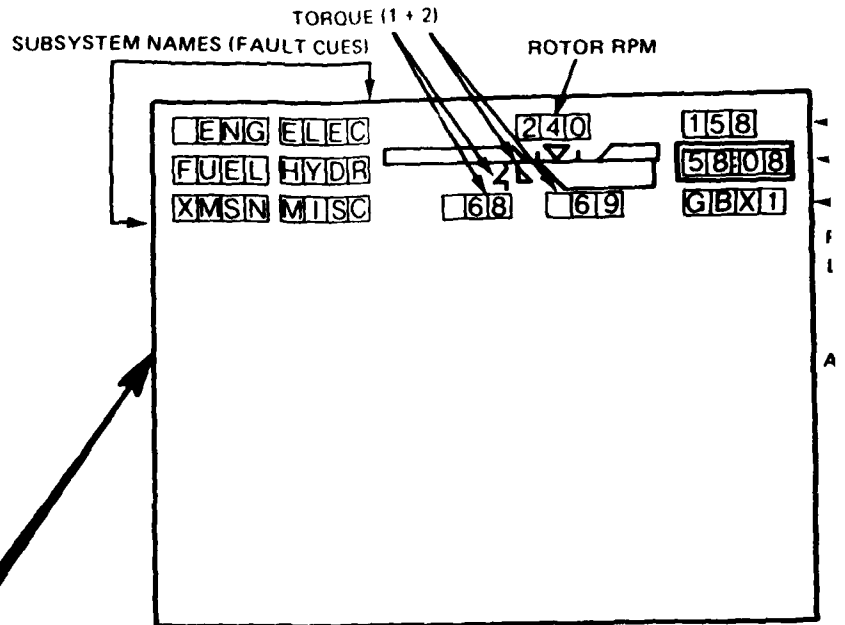 TORQUE (1 + 2)
SUBSYSTEM NAMES (FAULT CUES)
ROTOR RPM
ENG ELEC
240
158
FUEL HYDR
58:08
XMSN MISC
68
69
GBX1
A